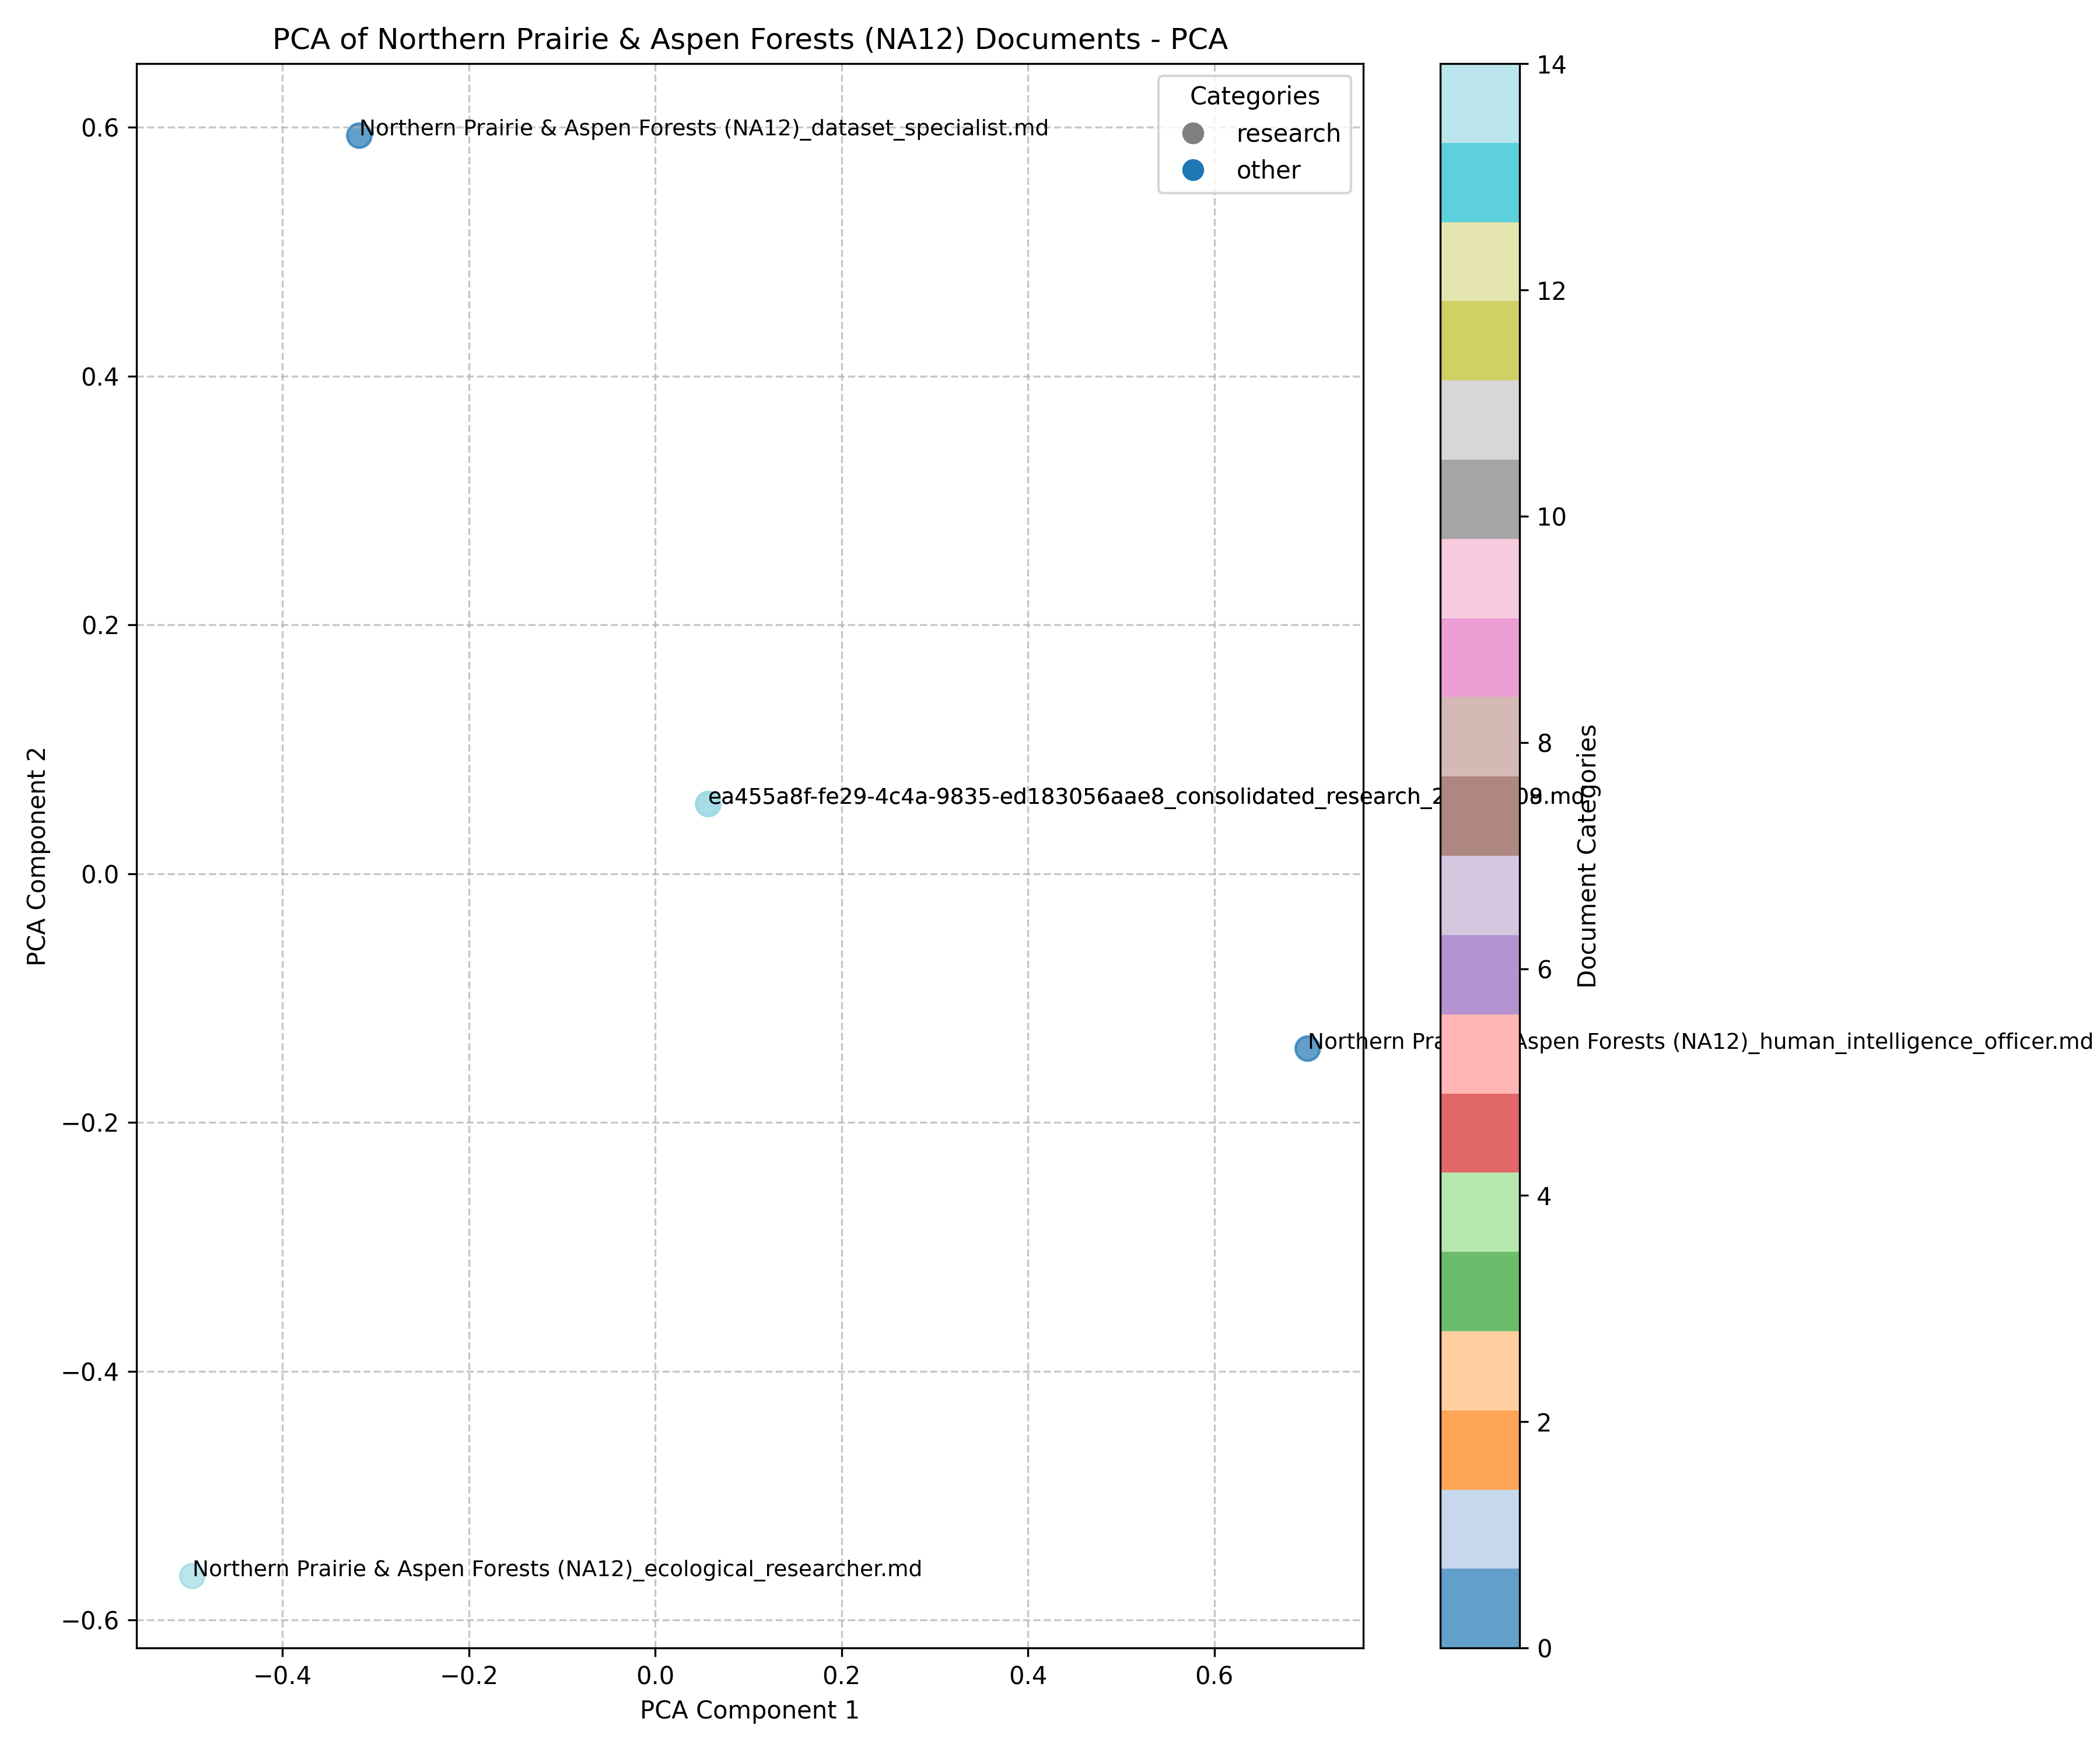 PCA of Northern Prairie & Aspen Forests (NA12) Documents - PCA
Categories
research
other
Northern Prairie & Aspen Forests (NA12)_dataset_specialist.md
ea455a8f-fe29-4c4a-9835-ed183056aae8_consolidated_research_2
09.md
Northern
Aspen Forests (NA12)_human_intelligence_officer.md
Northern Prairie & Aspen Forests (NA12)_ecological_researcher.md
PCA Component 2
0.6
0.4
0.2
0.0
−0.2
−0.4
−0.6
−0.4
−0.2
0.0
0.2
0.4
0.6
PCA Component 1
14
12
10
8
6
4
2
0
Document Categories